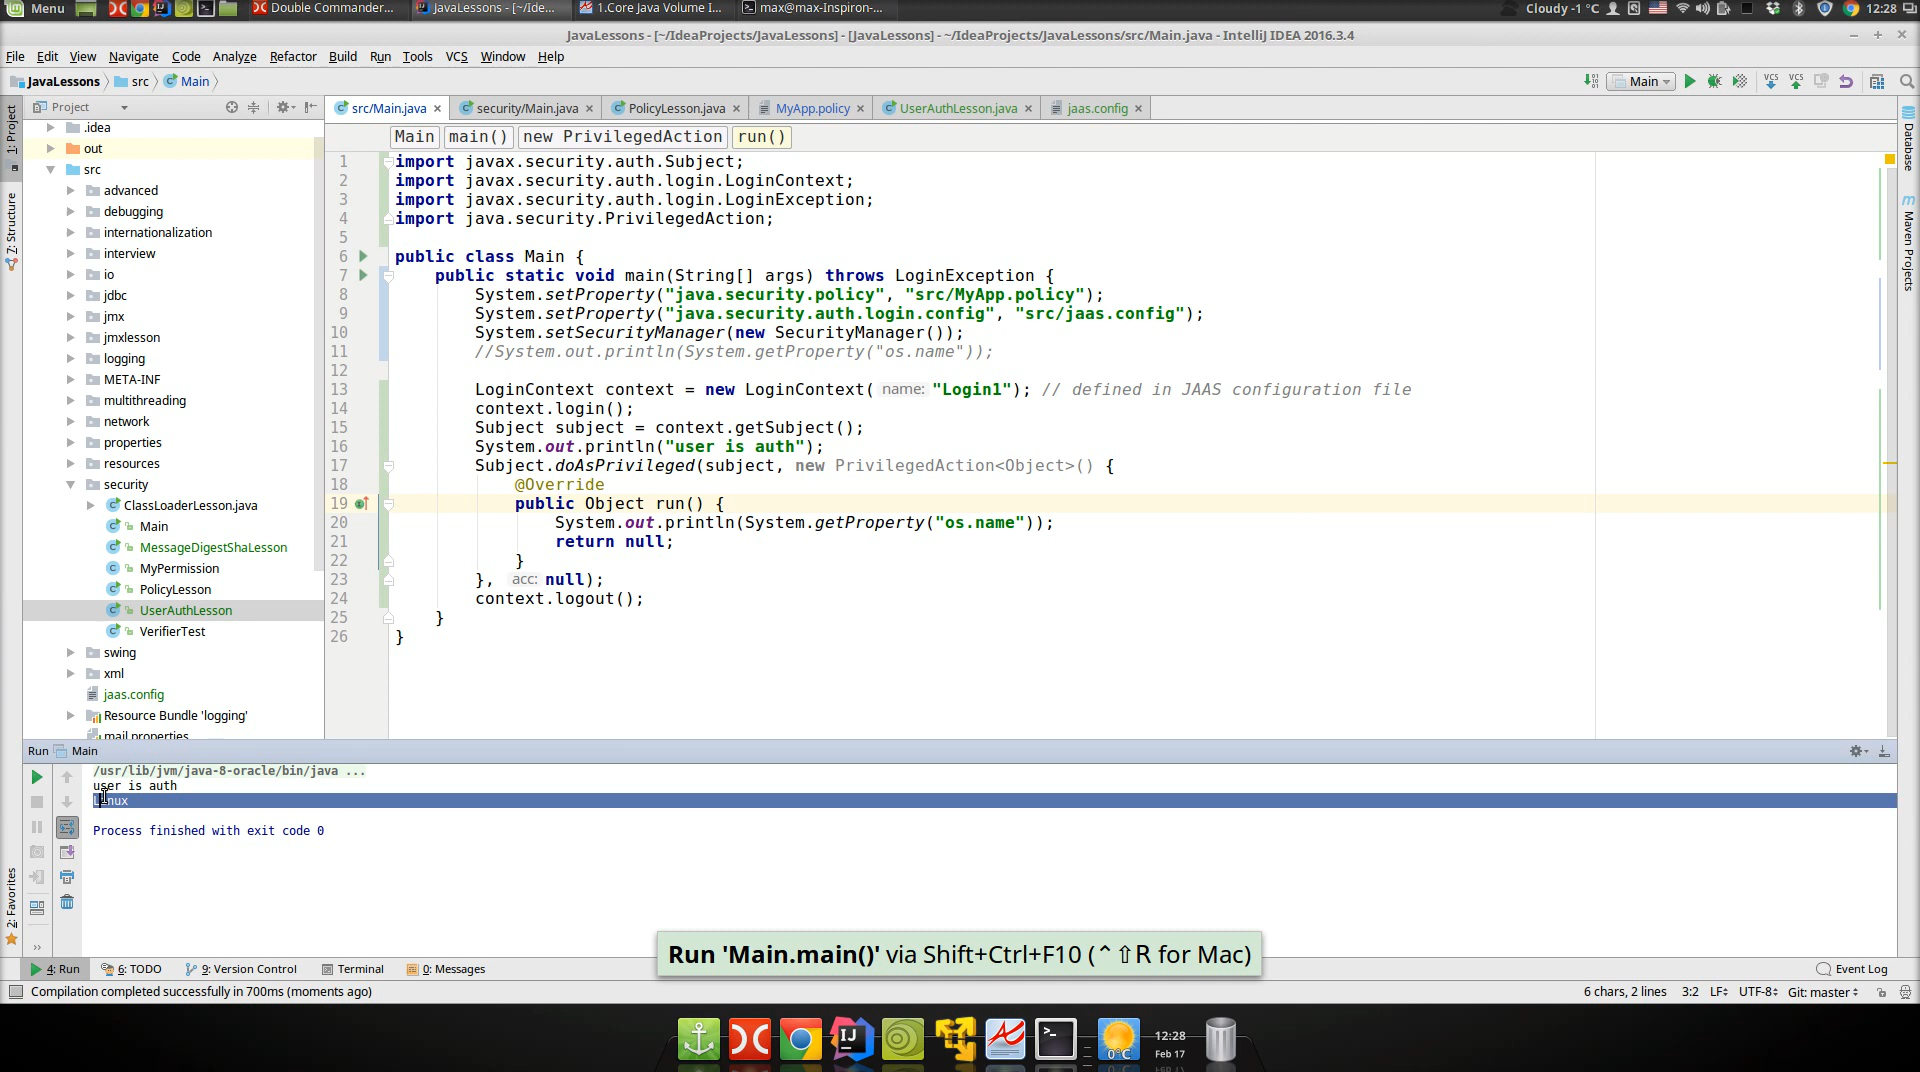 Menu
Double Commander...
JavaLessons - [~/Ide...
1.Core Java Volume I...
max@max-Inspiron-...
Cloudy -1 °C
12:28
JavaLessons - [~/IdeaProjects/JavaLessons] - [JavaLessons] - ~/IdeaProjects/JavaLessons/src/Main.java - IntelliJ IDEA 2016.3.4
File Edit View Navigate Code Analyze Refactor Build Run Tools VCS Window Help
JavaLessons src Main
Main
VCS VCS
Project
src/Main.java security/Main.java PolicyLesson.java MyApp.policy UserAuthLesson.java jaas.config
Main main() new PrivilegedAction run()
1: Project
7: Structure
2: Favorites
Database
Maven Projects
.idea
out
src
advanced
debugging
internationalization
interview
io
jdbc
jmx
jmxlesson
logging
META-INF
multithreading
network
properties
resources
security
ClassLoaderLesson.java
Main
MessageDigestShaLesson
MyPermission
PolicyLesson
UserAuthLesson
VerifierTest
swing
xml
jaas.config
Resource Bundle 'logging'
mail.properties
1 import javax.security.auth.Subject;
2 import javax.security.auth.login.LoginContext;
3 import javax.security.auth.login.LoginException;
4 import java.security.PrivilegedAction;
5
6 public class Main {
7 public static void main(String[] args) throws LoginException {
8 System.setProperty("java.security.policy", "src/MyApp.policy");
9 System.setProperty("java.security.auth.login.config", "src/jaas.config");
10 System.setSecurityManager(new SecurityManager());
11 //System.out.println(System.getProperty("os.name"));
12
13 LoginContext context = new LoginContext( name: "Login1"); // defined in JAAS configuration file
14 context.login();
15 Subject subject = context.getSubject();
16 System.out.println("user is auth");
17 Subject.doAsPrivileged(subject, new PrivilegedAction<Object>() {
18 @Override
19 public Object run() {
20 System.out.println(System.getProperty("os.name"));
21 return null;
22 }
23 }, acc: null);
24 context.logout();
25 }
26 }
Run Main
/usr/lib/jvm/java-8-oracle/bin/java ...
user is auth
Linux
Process finished with exit code 0
Run 'Main.main()' via Shift+Ctrl+F10 (⌃⇧R for Mac)
4: Run 6: TODO 9: Version Control Terminal 0: Messages Event Log
Compilation completed successfully in 700ms (moments ago)
6 chars, 2 lines 3:2 LF UTF-8 Git: master
IJ
0°C
12:28
Feb 17